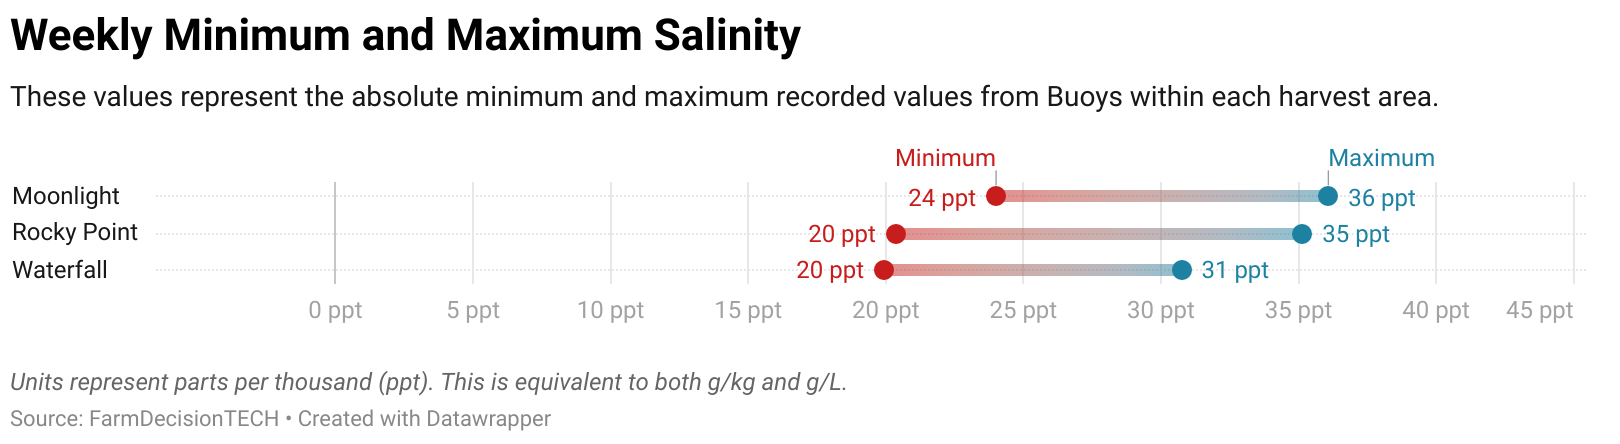 Weekly Minimum and Maximum Salinity
These values represent the absolute minimum and maximum recorded values from Buoys within each harvest area.
Minimum Maximum
Moonlight 24 ppt 36 ppt
Rocky Point 20 ppt 35 ppt
Waterfall 20 ppt 31 ppt
0 ppt 5 ppt 10 ppt 15 ppt 20 ppt 25 ppt 30 ppt 35 ppt 40 ppt 45 ppt
Units represent parts per thousand (ppt). This is equivalent to both g/kg and g/L.
Source: FarmDecisionTECH • Created with Datawrapper